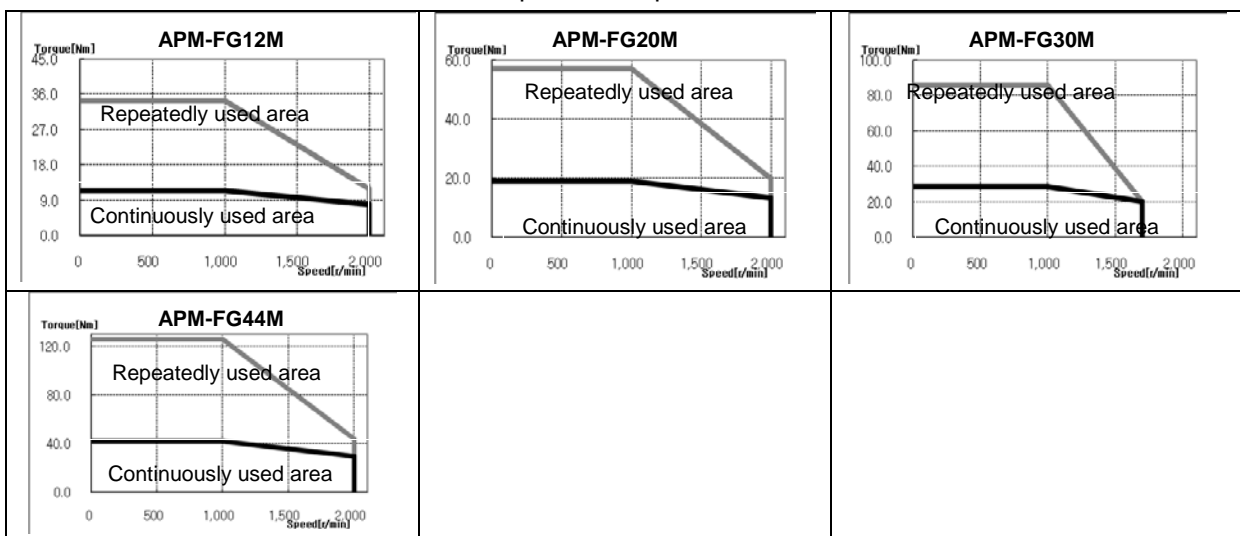 APM-FG12M
Torque[Nm]
45.0
36.0
Repeatedly used area
27.0
18.0
9.0
Continuously used area
0.0
0 500 1,000 1,500 2,000
Speed[r/min]
APM-FG20M
Torque[Nm]
60.0
Repeatedly used area
40.0
20.0
Continuously used area
0.0
0 500 1,000 1,500 2,000
Speed[r/min]
APM-FG30M
Torque[Nm]
100.0
Repeatedly used area
80.0
60.0
40.0
20.0
Continuously used area
0.0
0 500 1,000 1,500 2,000
Speed[r/min]
APM-FG44M
Torque[Nm]
120.0
Repeatedly used area
80.0
40.0
Continuously used area
0.0
0 500 1,000 1,500 2,000
Speed[r/min]